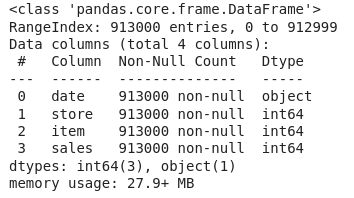 <class 'pandas.core.frame.DataFrame'>
RangeIndex: 913000 entries, 0 to 912999
Data columns (total 4 columns):
 #   Column  Non-Null Count   Dtype
---  ------  --------------   -----
 0   date    913000 non-null  object
 1   store   913000 non-null  int64
 2   item    913000 non-null  int64
 3   sales   913000 non-null  int64
dtypes: int64(3), object(1)
memory usage: 27.9+ MB